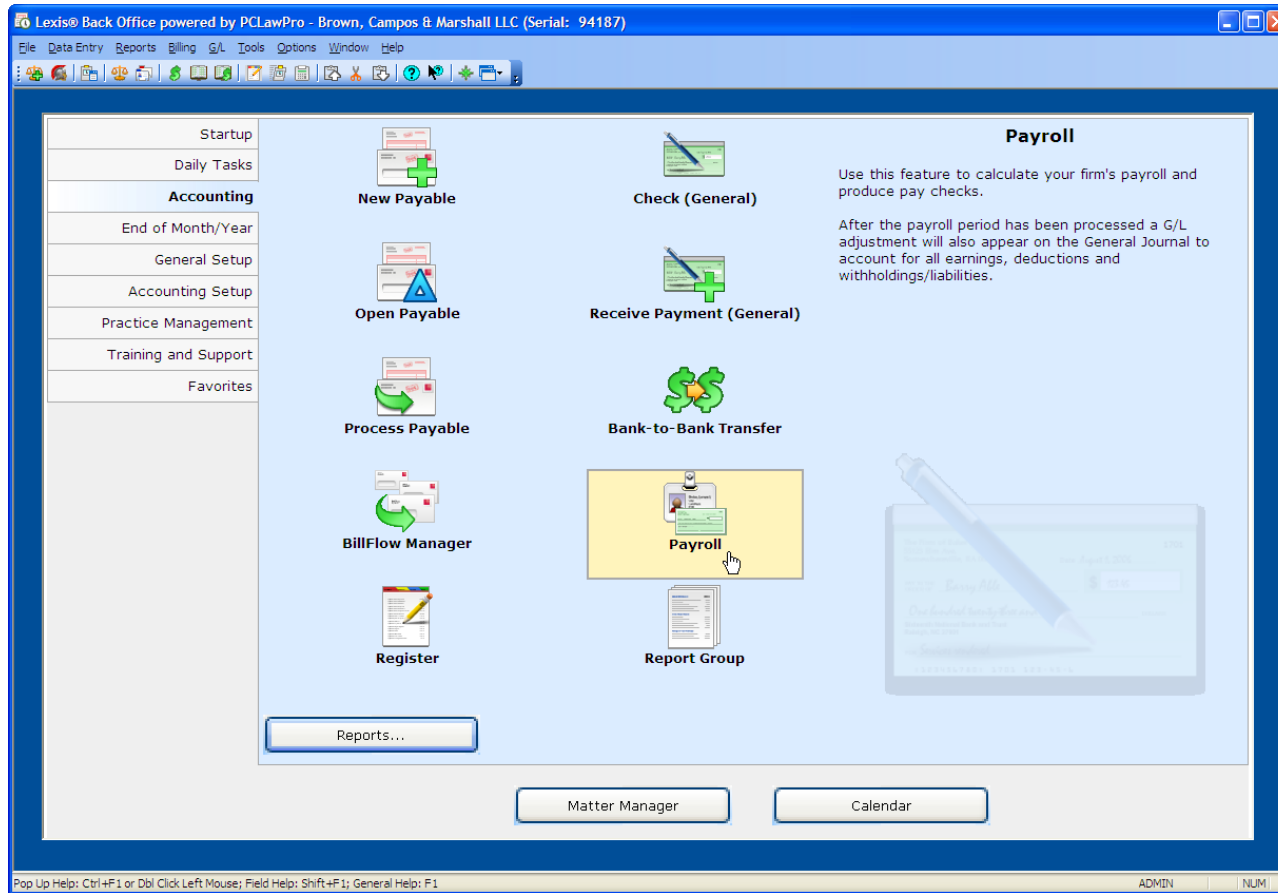 Lexis® Back Office powered by PCLawPro - Brown, Campos & Marshall LLC (Serial: 94187)
File Data Entry Reports Billing G/L Tools Options Window Help
Startup
Daily Tasks
Accounting
End of Month/Year
General Setup
Accounting Setup
Practice Management
Training and Support
Favorites
New Payable
Check (General)
Open Payable
Receive Payment (General)
Process Payable
Bank-to-Bank Transfer
BillFlow Manager
Payroll
Register
Report Group
Reports...
Payroll
Use this feature to calculate your firm's payroll and
produce pay checks.
After the payroll period has been processed a G/L
adjustment will also appear on the General Journal to
account for all earnings, deductions and
withholdings/liabilities.
Matter Manager
Calendar
Pop Up Help: Ctrl+F1 or Dbl Click Left Mouse; Field Help: Shift+F1; General Help: F1
ADMIN
NUM